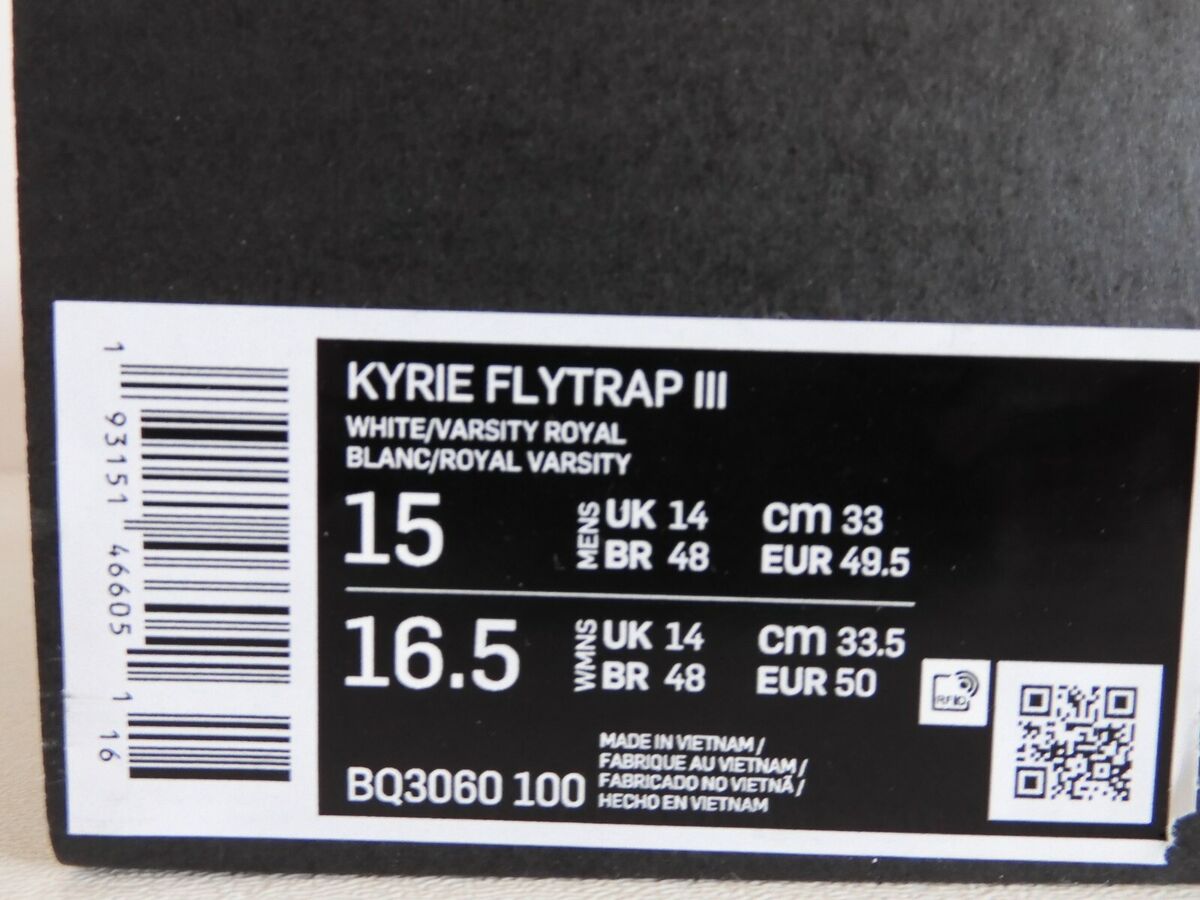 1 93151 46605 1 16
KYRIE FLYTRAP III
WHITE/VARSITY ROYAL
BLANC/ROYAL VARSITY
15 MENS UK 14 cm 33
BR 48 EUR 49.5
16.5 WMNS UK 14 cm 33.5
BR 48 EUR 50
RFID
BQ3060 100
MADE IN VIETNAM /
FABRIQUE AU VIETNAM /
FABRICADO NO VIETNÃ /
HECHO EN VIETNAM